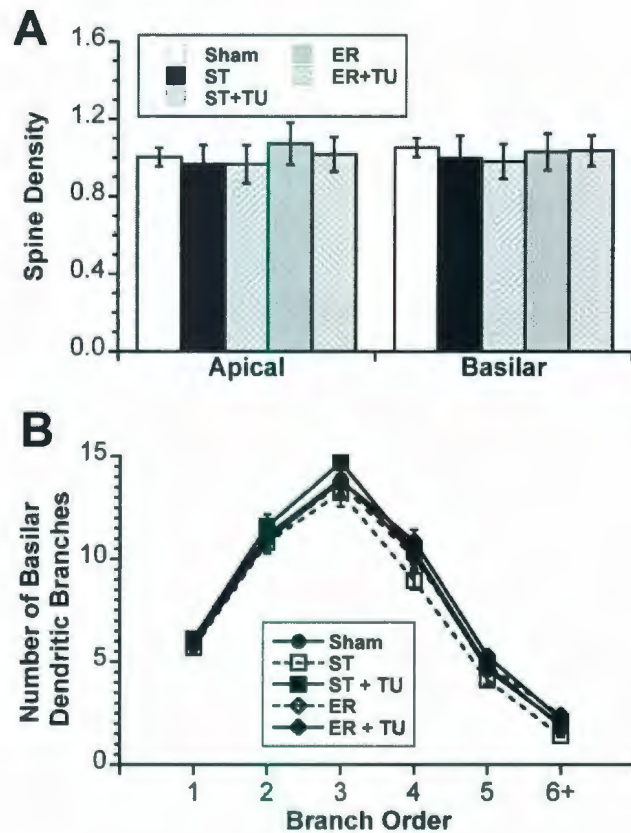 A
Spine Density
1.6
1.2
0.8
0.4
0.0
Sham
ST
ST+TU
ER
ER+TU
Apical
Basilar
B
Number of Basilar
Dendritic Branches
15
10
5
0
Sham
ST
ST + TU
ER
ER + TU
1 2 3 4 5 6+
Branch Order